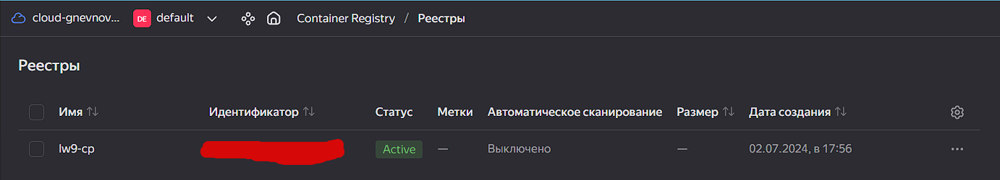 cloud-gnevnov... DE default Container Registry / Реестры
Реестры
Имя Идентификатор Статус Метки Автоматическое сканирование Размер Дата создания
lw9-cp Active — Выключено — 02.07.2024, в 17:56